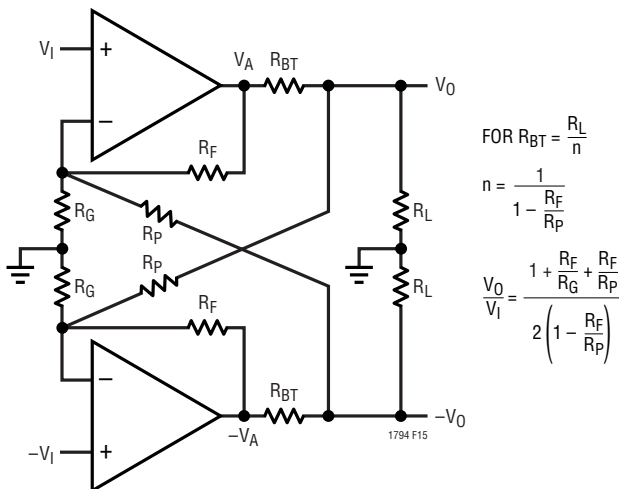 V_I
+
−
V_A
R_BT
V_O
R_F
R_G
R_P
R_P
R_G
R_L
R_L
R_F
−
+
−V_I
R_BT
−V_A
−V_O
1794 F15
FOR R_BT = R_L/n
n = 1/(1 − R_F/R_P)
V_O/V_I = (1 + R_F/R_G + R_F/R_P)/(2(1 − R_F/R_P))